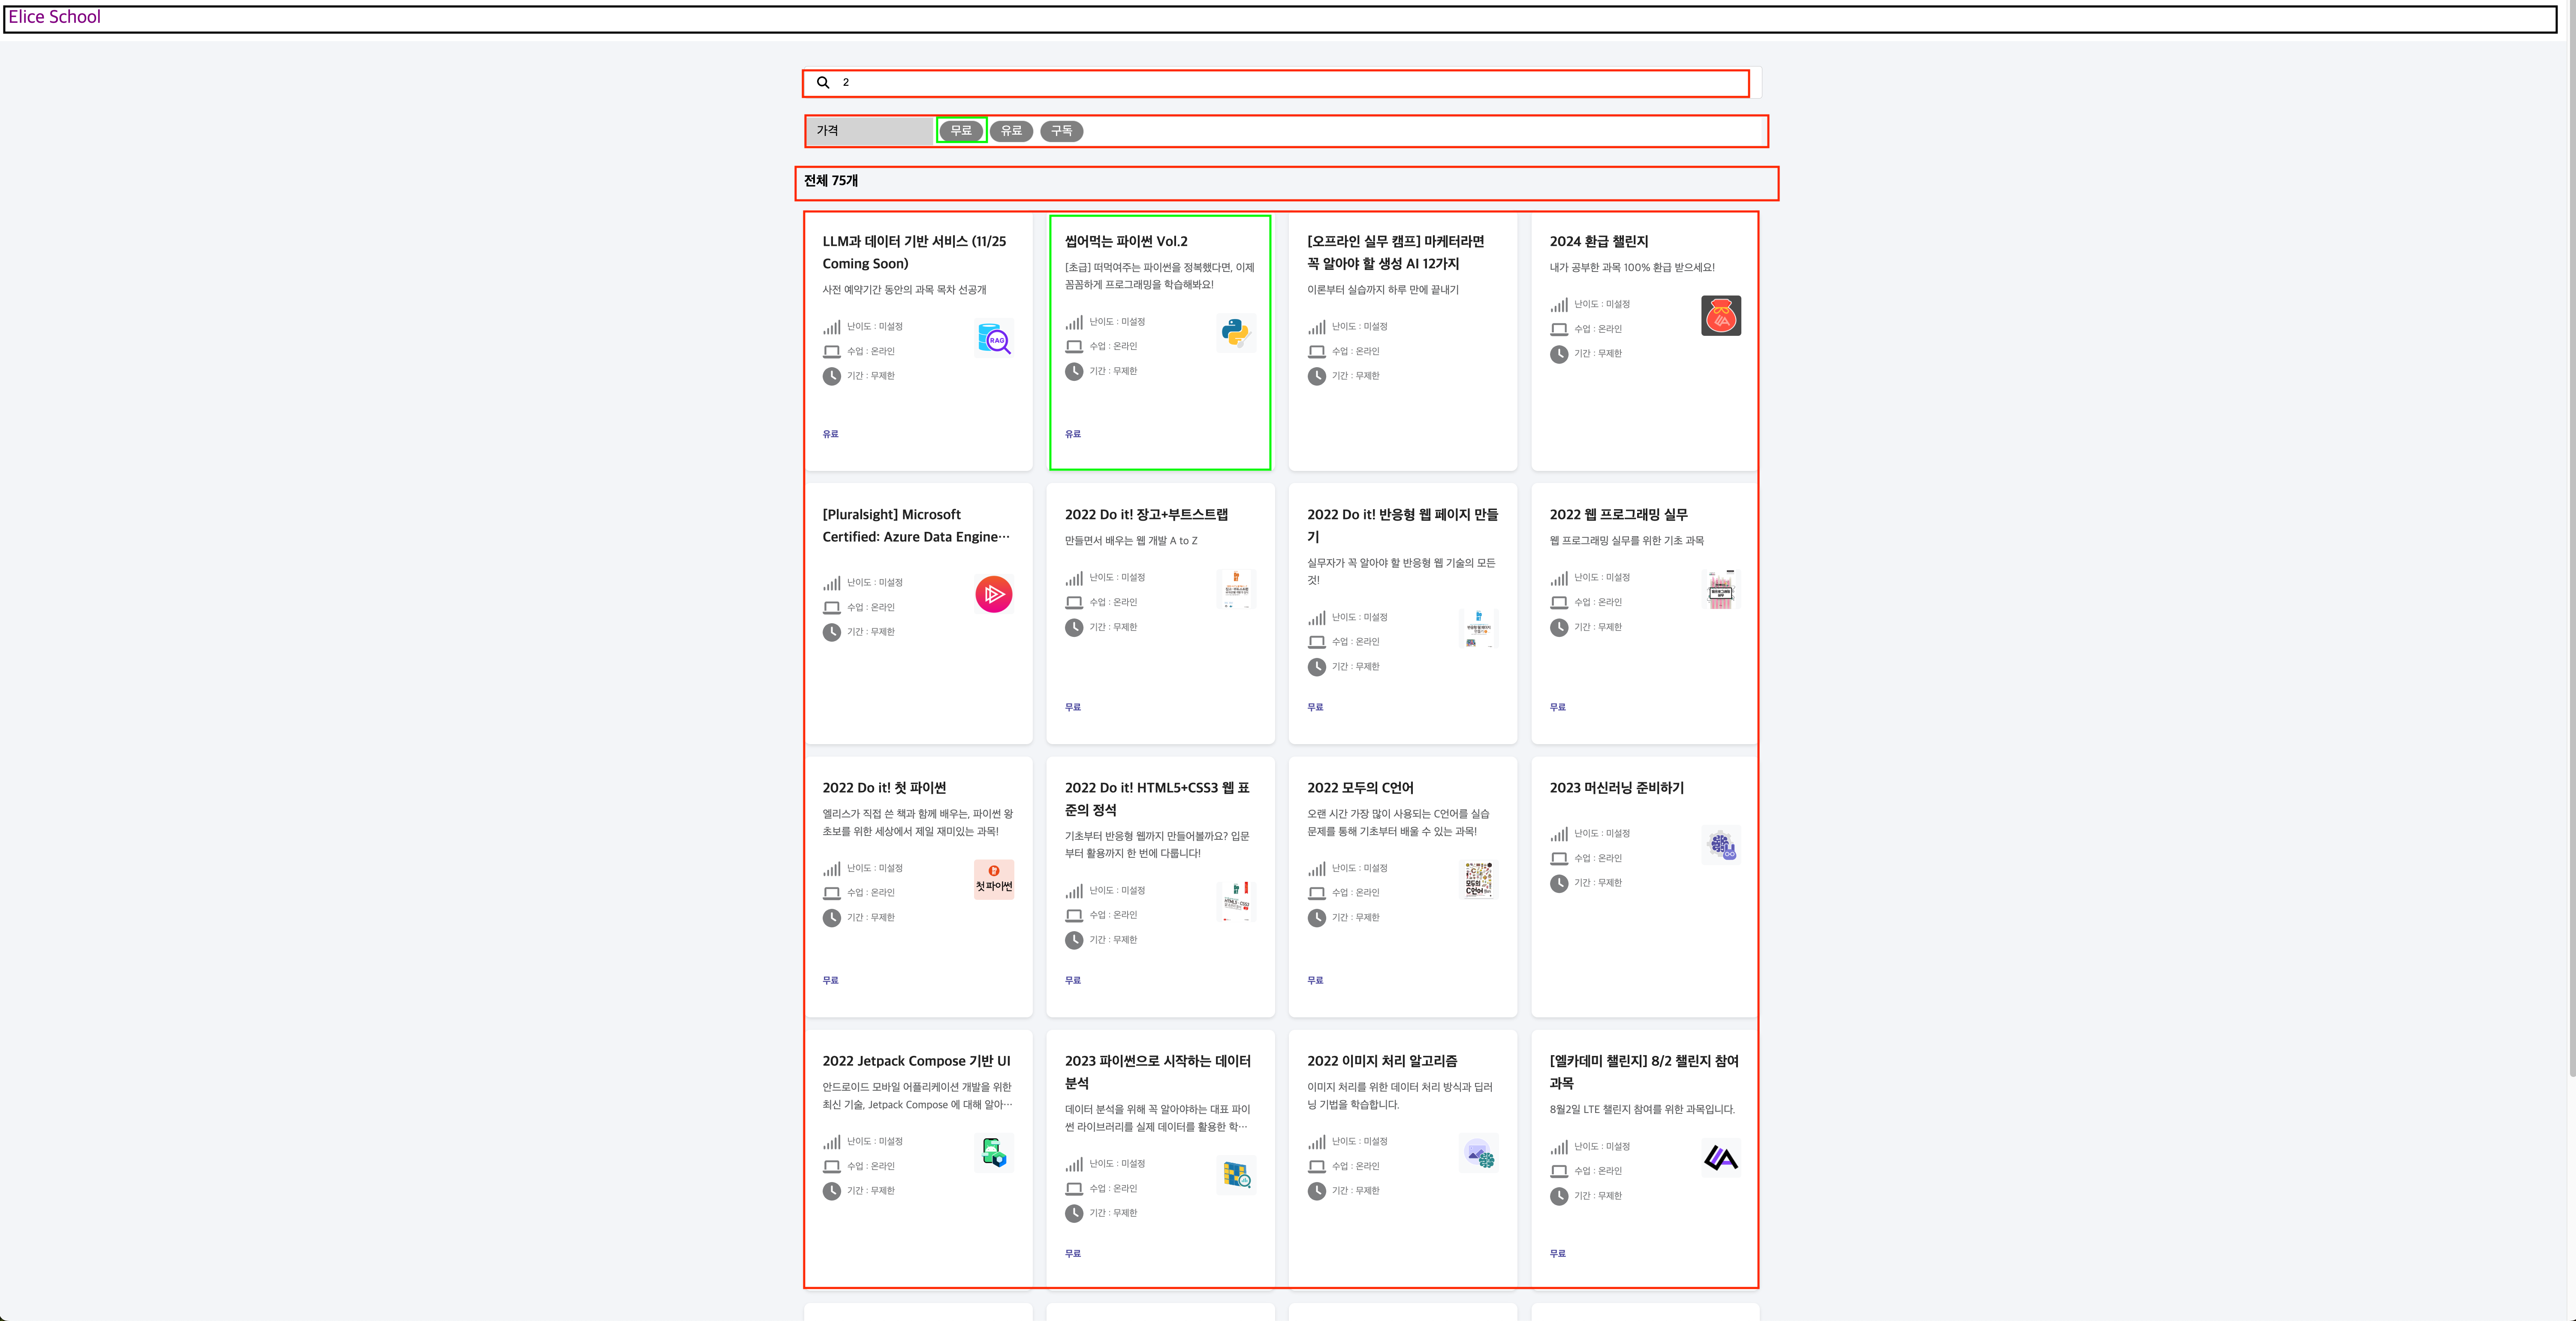 Elice School
2
가격
무료 유료 구독
전체 75개
LLM과 데이터 기반 서비스 (11/25
Coming Soon)
사전 예약기간 동안의 과목 목차 선공개
난이도 : 미설정
RAG
수업 : 온라인
기간 : 무제한
유료
씹어먹는 파이썬 Vol.2
[초급] 떠먹여주는 파이썬을 정복했다면, 이제
꼼꼼하게 프로그래밍을 학습해봐요!
난이도 : 미설정
수업 : 온라인
기간 : 무제한
유료
[오프라인 실무 캠프] 마케터라면
꼭 알아야 할 생성 AI 12가지
이론부터 실습까지 하루 만에 끝내기
난이도 : 미설정
수업 : 온라인
기간 : 무제한
2024 환급 챌린지
내가 공부한 과목 100% 환급 받으세요!
난이도 : 미설정
수업 : 온라인
기간 : 무제한
[Pluralsight] Microsoft
Certified: Azure Data Engine…
난이도 : 미설정
수업 : 온라인
기간 : 무제한
2022 Do it! 장고+부트스트랩
만들면서 배우는 웹 개발 A to Z
난이도 : 미설정
수업 : 온라인
기간 : 무제한
무료
2022 Do it! 반응형 웹 페이지 만들
기
실무자가 꼭 알아야 할 반응형 웹 기술의 모든
것!
난이도 : 미설정
수업 : 온라인
기간 : 무제한
무료
2022 웹 프로그래밍 실무
웹 프로그래밍 실무를 위한 기초 과목
난이도 : 미설정
수업 : 온라인
기간 : 무제한
무료
2022 Do it! 첫 파이썬
엘리스가 직접 쓴 책과 함께 배우는, 파이썬 왕
초보를 위한 세상에서 제일 재미있는 과목!
난이도 : 미설정
첫 파이썬
수업 : 온라인
기간 : 무제한
무료
2022 Do it! HTML5+CSS3 웹 표
준의 정석
기초부터 반응형 웹까지 만들어볼까요? 입문
부터 활용까지 한 번에 다룹니다!
난이도 : 미설정
수업 : 온라인
기간 : 무제한
무료
2022 모두의 C언어
오랜 시간 가장 많이 사용되는 C언어를 실습
문제를 통해 기초부터 배울 수 있는 과목!
난이도 : 미설정
모두의
C언어
수업 : 온라인
기간 : 무제한
무료
2023 머신러닝 준비하기
난이도 : 미설정
수업 : 온라인
기간 : 무제한
2022 Jetpack Compose 기반 UI
안드로이드 모바일 어플리케이션 개발을 위한
최신 기술, Jetpack Compose 에 대해 알아…
난이도 : 미설정
수업 : 온라인
기간 : 무제한
2023 파이썬으로 시작하는 데이터
분석
데이터 분석을 위해 꼭 알아야하는 대표 파이
썬 라이브러리를 실제 데이터를 활용한 학…
난이도 : 미설정
수업 : 온라인
기간 : 무제한
무료
2022 이미지 처리 알고리즘
이미지 처리를 위한 데이터 처리 방식과 딥러
닝 기법을 학습합니다.
난이도 : 미설정
수업 : 온라인
기간 : 무제한
[엘카데미 챌린지] 8/2 챌린지 참여
과목
8월2일 LTE 챌린지 참여를 위한 과목입니다.
난이도 : 미설정
수업 : 온라인
기간 : 무제한
무료